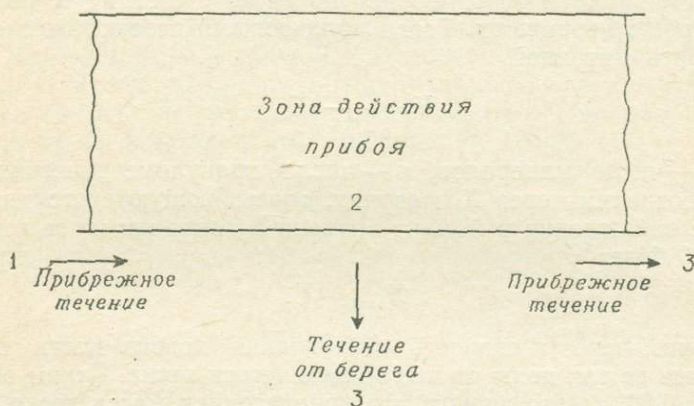 Зона действия
прибоя
2
1
Прибрежное
течение
3
Прибрежное
течение
Течение
от берега
3